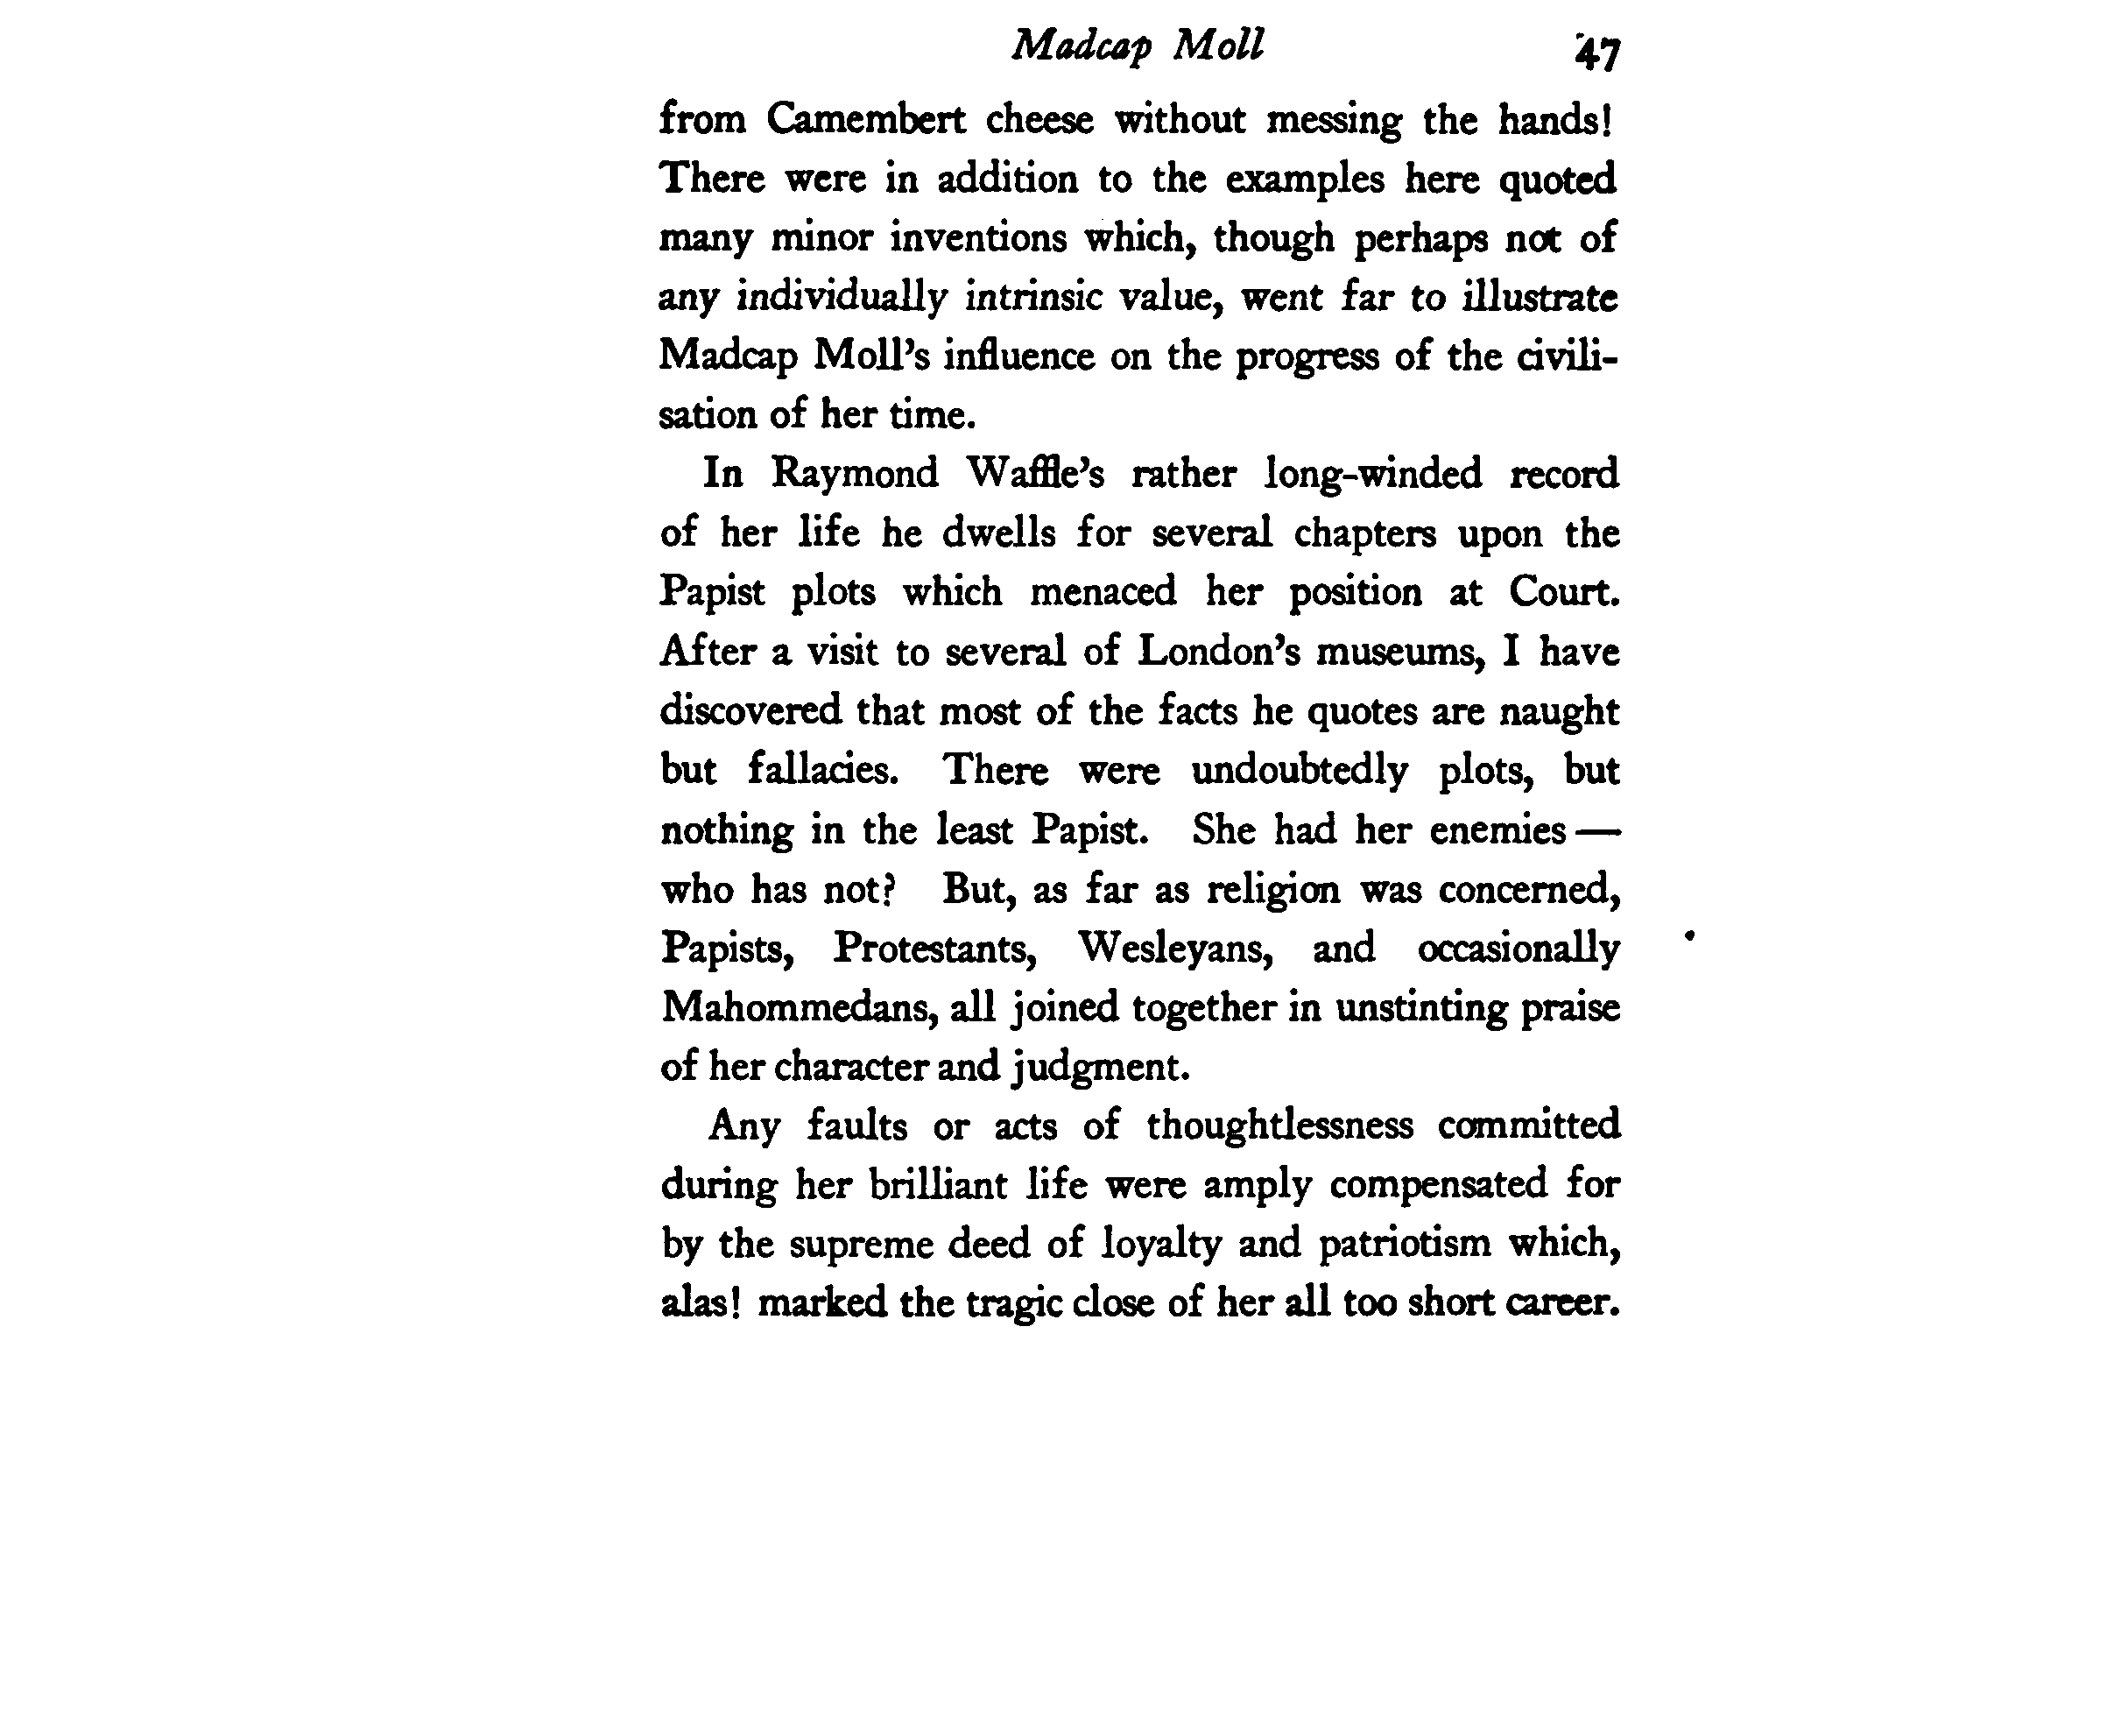 Madcap Moll 47
from Camembert cheese without messing the hands!
There were in addition to the examples here quoted
many minor inventions which, though perhaps not of
any individually intrinsic value, went far to illustrate
Madcap Moll’s influence on the progress of the civili-
sation of her time.
In Raymond Waffle’s rather long-winded record
of her life he dwells for several chapters upon the
Papist plots which menaced her position at Court.
After a visit to several of London’s museums, I have
discovered that most of the facts he quotes are naught
but fallacies. There were undoubtedly plots, but
nothing in the least Papist. She had her enemies—
who has not? But, as far as religion was concerned,
Papists, Protestants, Wesleyans, and occasionally
Mahommedans, all joined together in unstinting praise
of her character and judgment.
Any faults or acts of thoughtlessness committed
during her brilliant life were amply compensated for
by the supreme deed of loyalty and patriotism which,
alas! marked the tragic close of her all too short career.